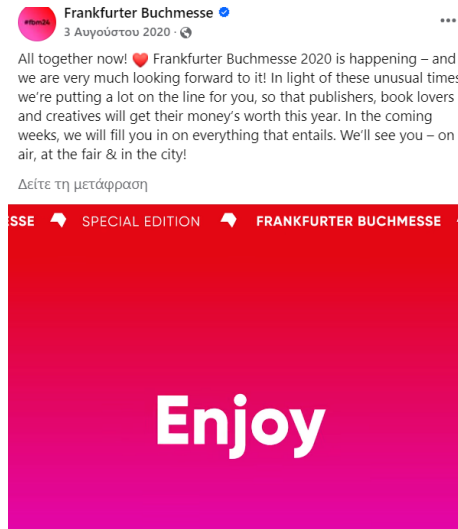 #fbm24
Frankfurter Buchmesse
3 Αυγούστου 2020 ·
All together now! ❤️ Frankfurter Buchmesse 2020 is happening – and
we are very much looking forward to it! In light of these unusual times
we're putting a lot on the line for you, so that publishers, book lovers
and creatives will get their money's worth this year. In the coming
weeks, we will fill you in on everything that entails. We'll see you – on
air, at the fair & in the city!
Δείτε τη μετάφραση
SSE SPECIAL EDITION FRANKFURTER BUCHMESSE
Enjoy